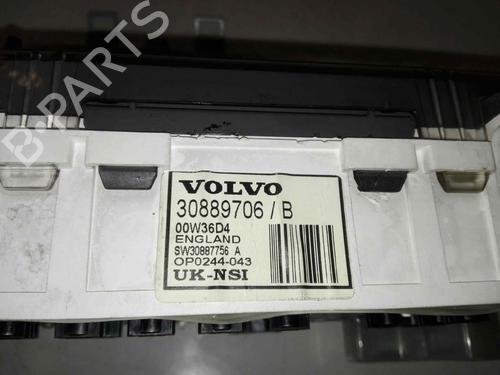 B-PARTS
VOLVO
30889706 / B
00W36D4
ENGLAND
SW30887756 A
OP0244-043
UK-NSI